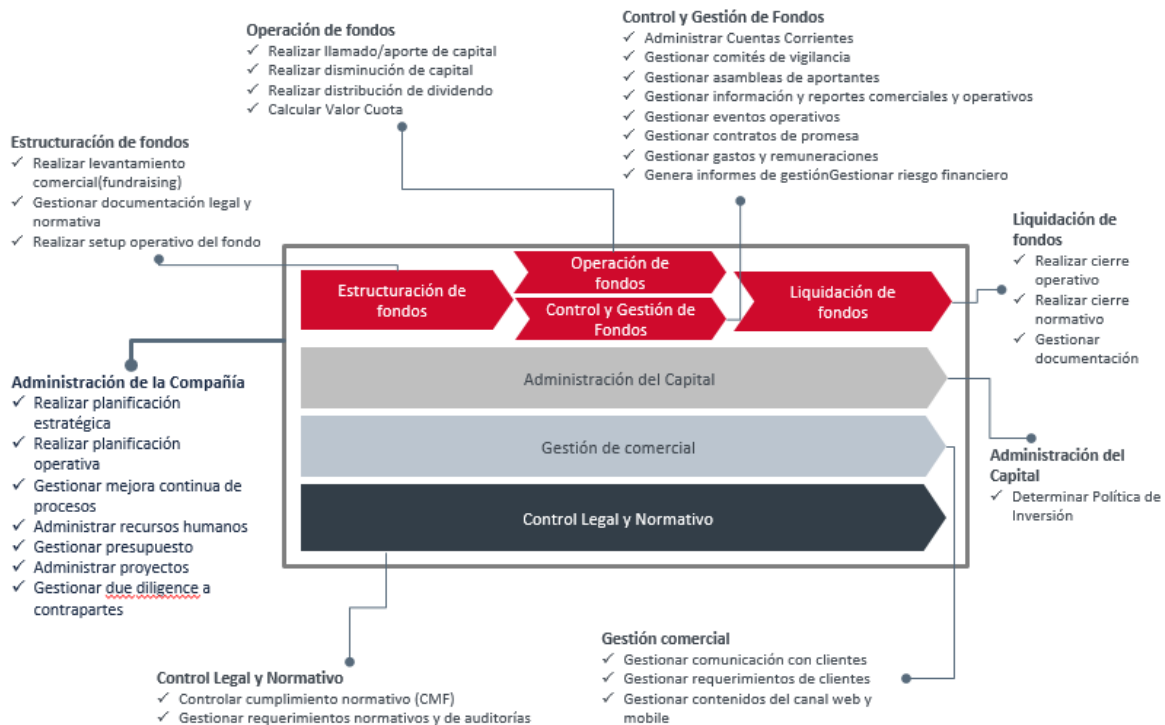 Operación de fondos
✓ Realizar llamado/aporte de capital
✓ Realizar disminución de capital
✓ Realizar distribución de dividendo
✓ Calcular Valor Cuota
Control y Gestión de Fondos
✓ Administrar Cuentas Corrientes
✓ Gestionar comités de vigilancia
✓ Gestionar asambleas de aportantes
✓ Gestionar información y reportes comerciales y operativos
✓ Gestionar eventos operativos
✓ Gestionar contratos de promesa
✓ Gestionar gastos y remuneraciones
✓ Genera informes de gestiónGestionar riesgo financiero
Estructuracíón de fondos
✓ Realizar levantamiento
comercial(fundraising)
✓ Gestionar documentación legal y
normativa
✓ Realizar setup operativo del fondo
Liquidación de
fondos
✓ Realizar cierre
operativo
✓ Realizar cierre
normativo
✓ Gestionar
documentación
Estructuración de
fondos
Operación de
fondos
Control y Gestión de
Fondos
Liquidación de
fondos
Administración del Capital
Gestión de comercial
Control Legal y Normativo
Administración de la Compañía
✓ Realizar planificación
estratégica
✓ Realizar planificación
operativa
✓ Gestionar mejora continua de
procesos
✓ Administrar recursos humanos
✓ Gestionar presupuesto
✓ Administrar proyectos
✓ Gestionar due diligence a
contrapartes
Administración del
Capital
✓ Determinar Política de
Inversión
Control Legal y Normativo
✓ Controlar cumplimiento normativo (CMF)
✓ Gestionar requerimientos normativos y de auditorías
Gestión comercial
✓ Gestionar comunicación con clientes
✓ Gestionar requerimientos de clientes
✓ Gestionar contenidos del canal web y
mobile